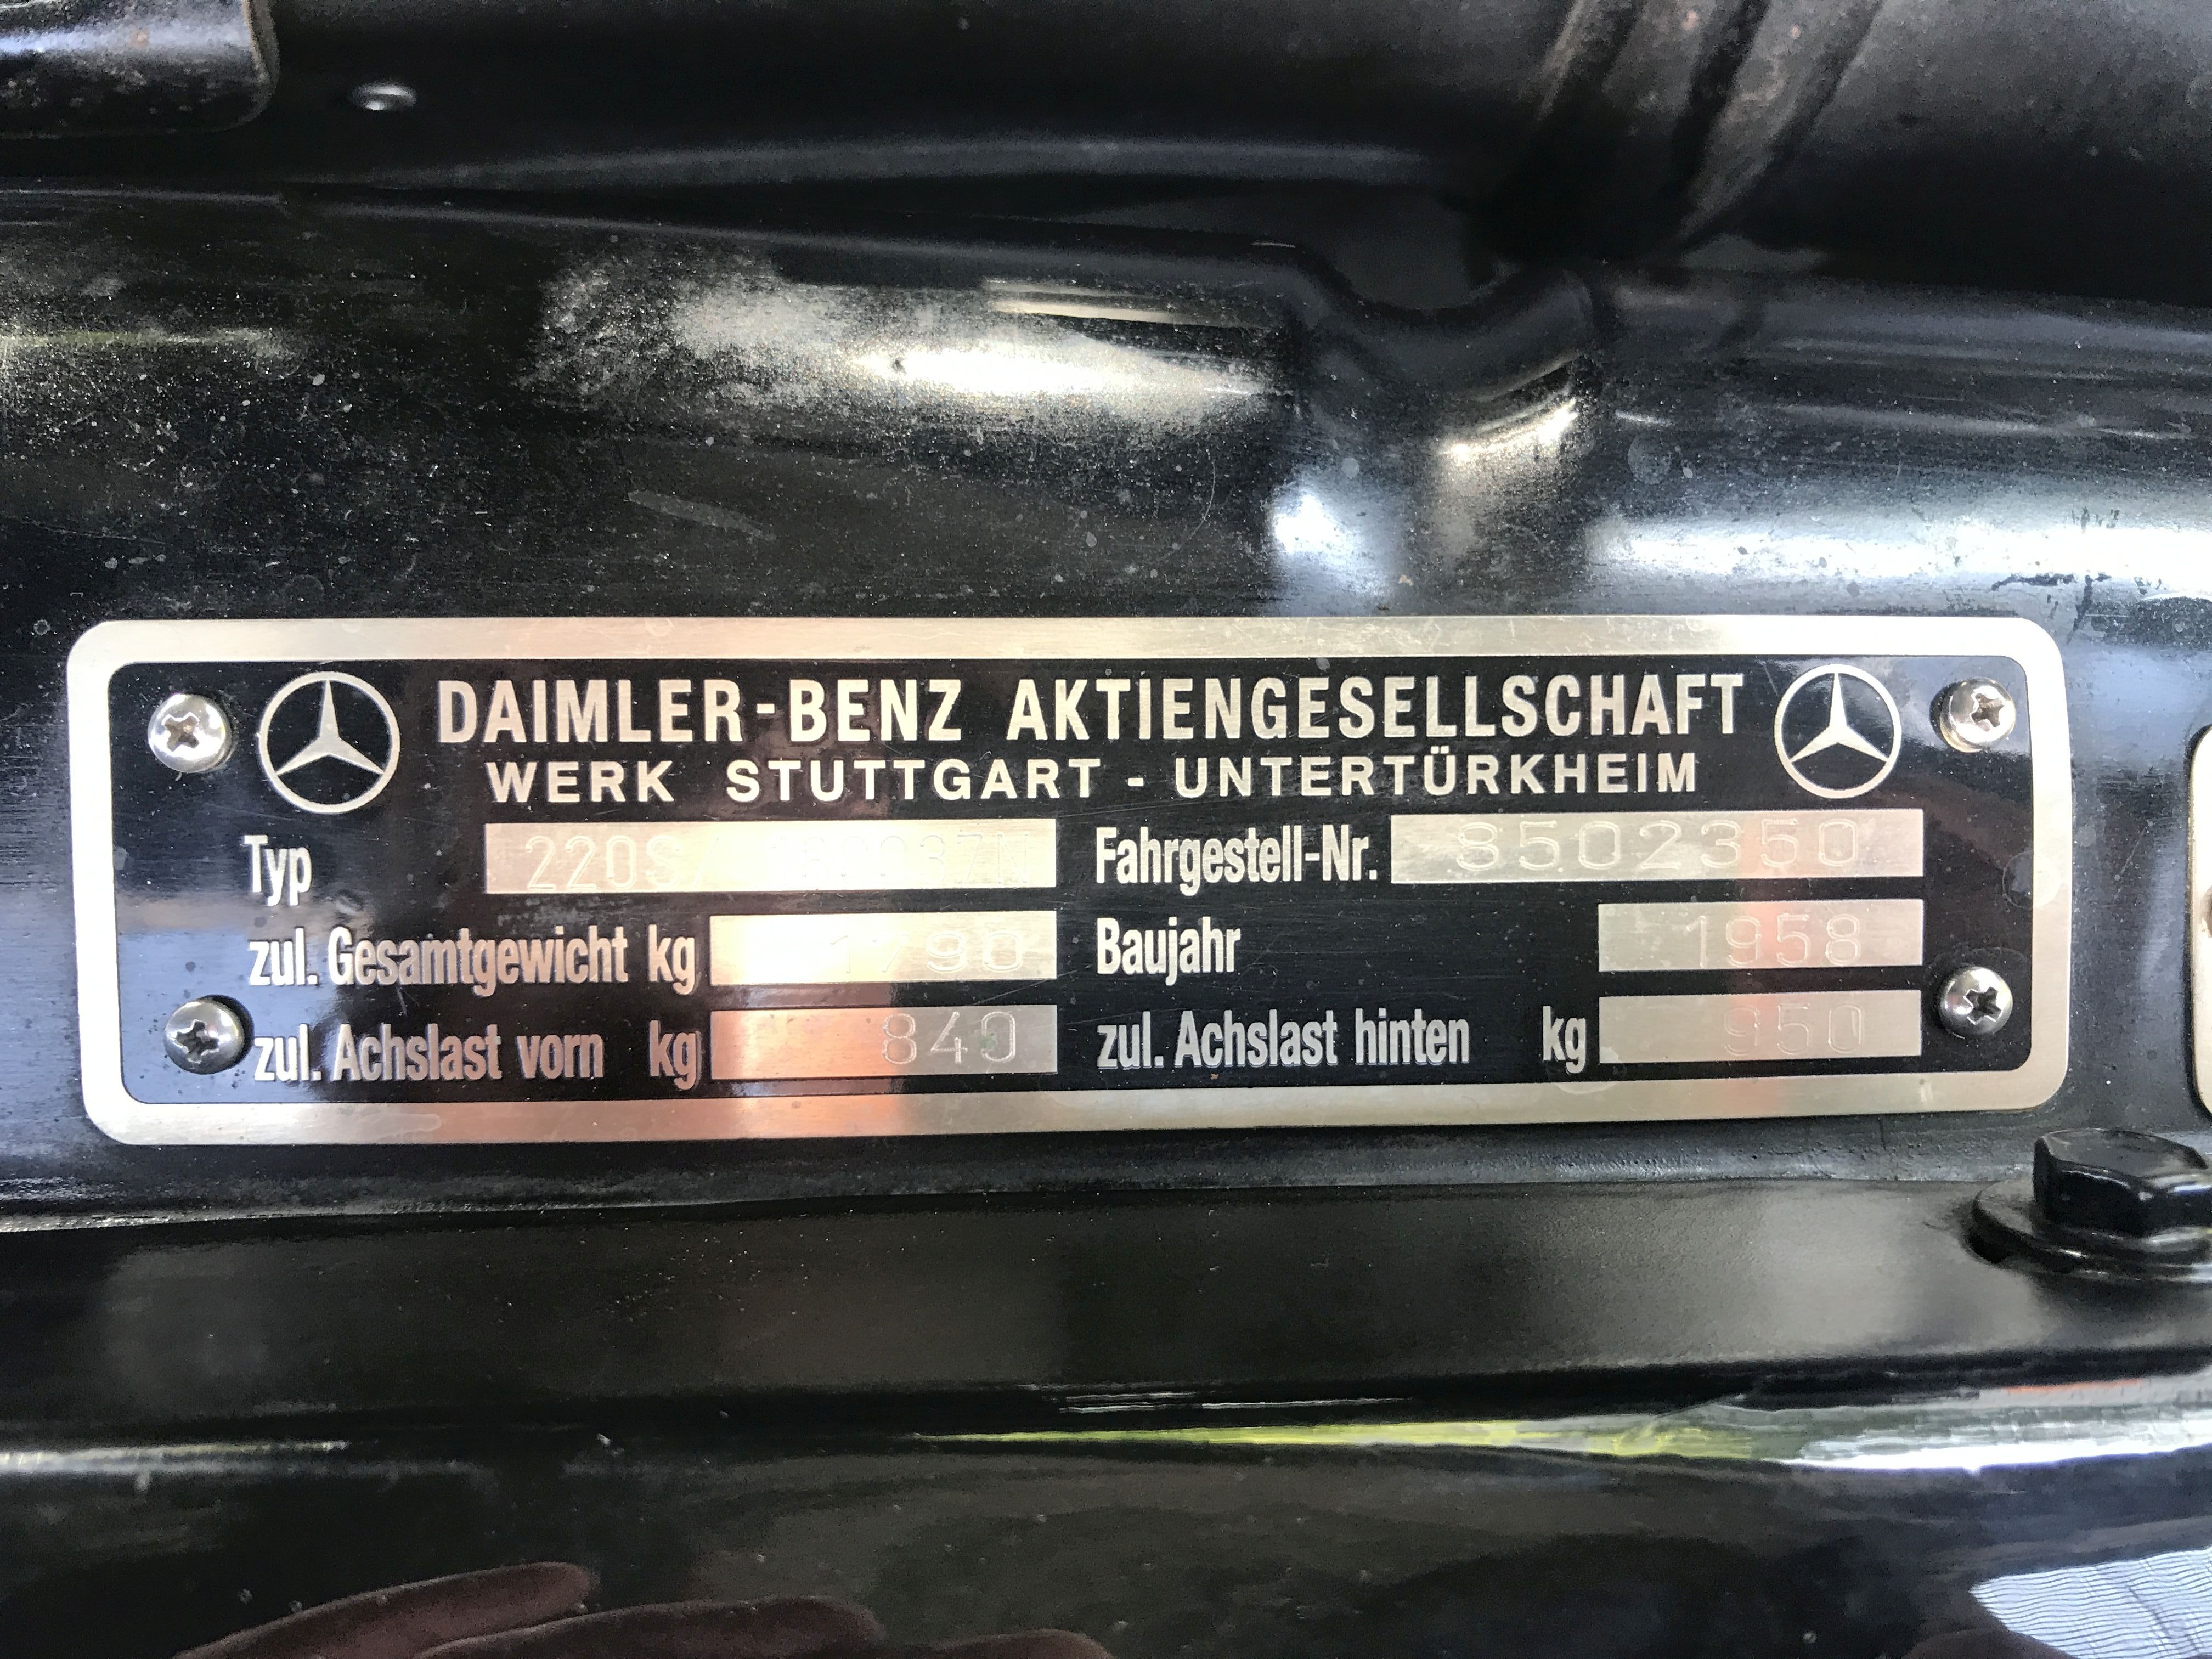 DAIMLER-BENZ AKTIENGESELLSCHAFT
WERK STUTTGART - UNTERTÜRKHEIM
Typ Fahrgestell-Nr. 8502350
zul. Gesamtgewicht kg 1790 Baujahr 1958
zul. Achslast vorn kg 840 zul. Achslast hinten kg 950